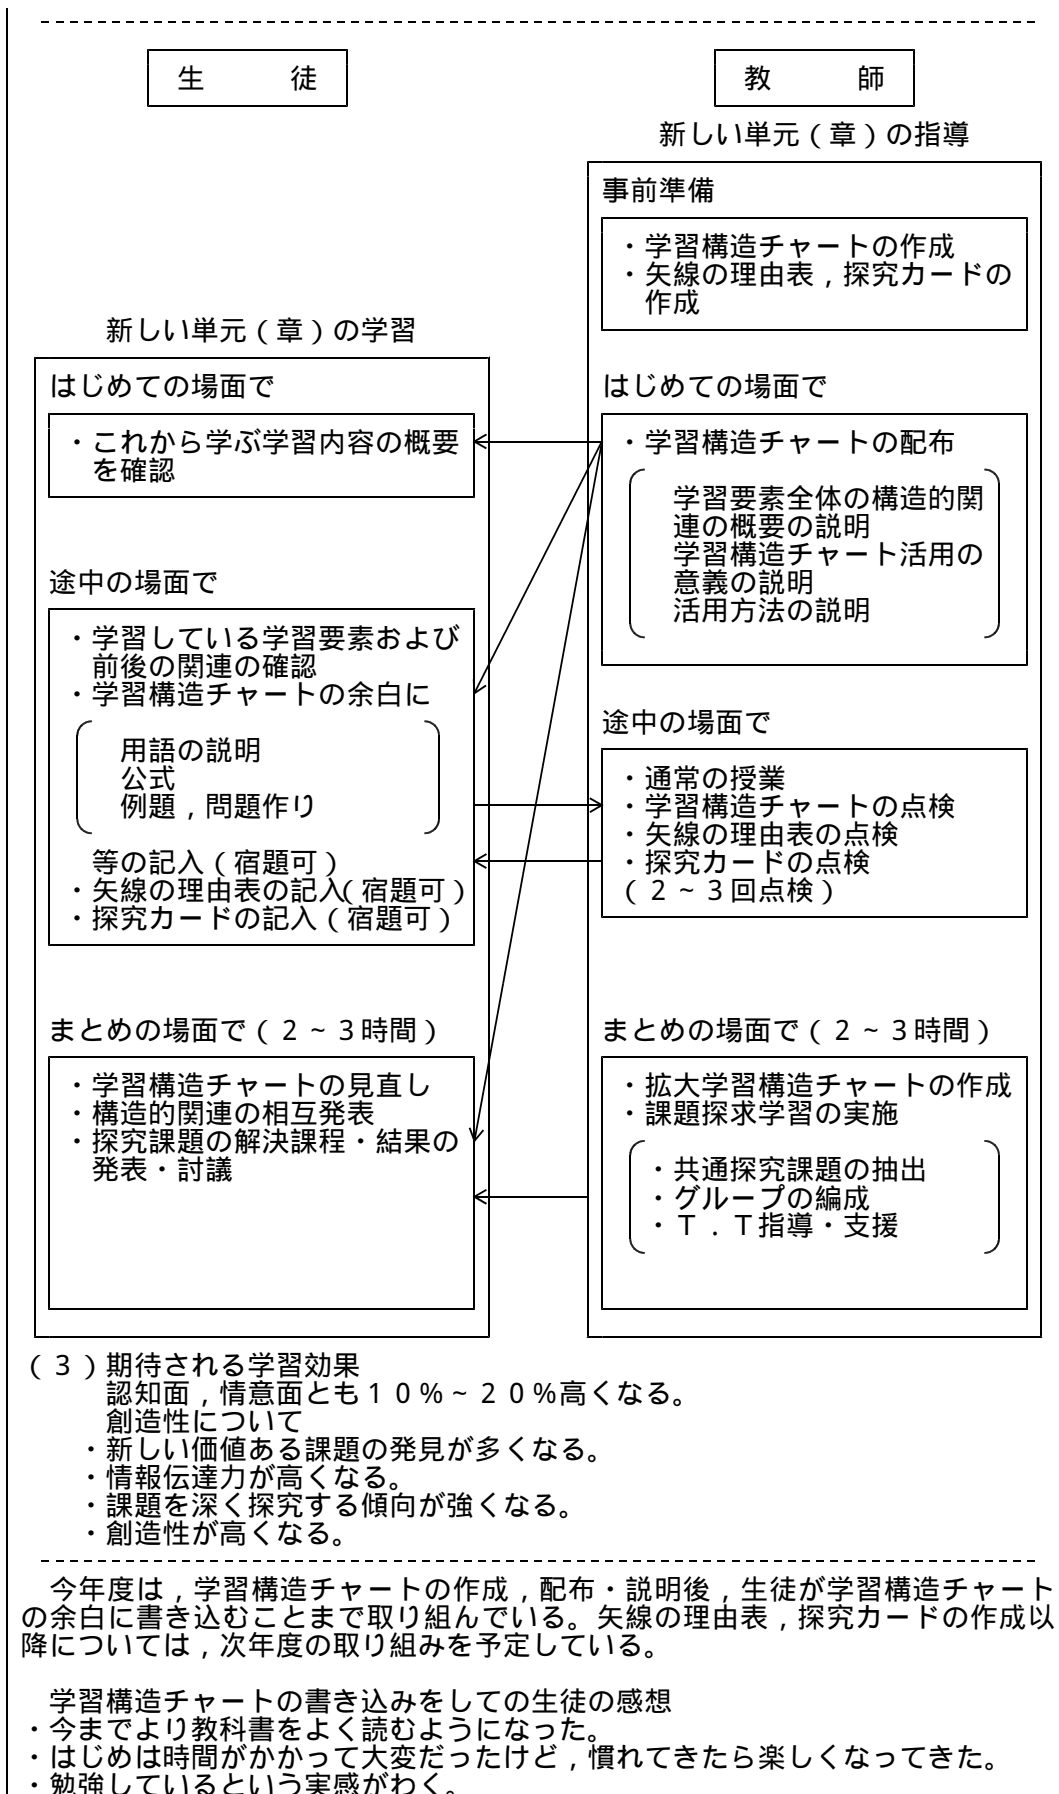 生　　　徒
教　　　師
新しい単元（章）の指導
事前準備
・学習構造チャートの作成
・矢線の理由表，探究カードの
作成
新しい単元（章）の学習
はじめての場面で
・これから学ぶ学習内容の概要
を確認
途中の場面で
・学習している学習要素および
前後の関連の確認
・学習構造チャートの余白に
用語の説明
公式
例題，問題作り
等の記入（宿題可）
・矢線の理由表の記入（宿題可）
・探究カードの記入（宿題可）
まとめの場面で（２～３時間）
・学習構造チャートの見直し
・構造的関連の相互発表
・探究課題の解決課程・結果の
発表・討議
はじめての場面で
・学習構造チャートの配布
学習要素全体の構造的関
連の概要の説明
学習構造チャート活用の
意義の説明
活用方法の説明
途中の場面で
・通常の授業
・学習構造チャートの点検
・矢線の理由表の点検
・探究カードの点検
（２～３回点検）
まとめの場面で（２～３時間）
・拡大学習構造チャートの作成
・課題探求学習の実施
・共通探究課題の抽出
・グループの編成
・Ｔ．Ｔ指導・支援
（３）期待される学習効果
認知面，情意面とも１０％～２０％高くなる。
創造性について
・新しい価値ある課題の発見が多くなる。
・情報伝達力が高くなる。
・課題を深く探究する傾向が強くなる。
・創造性が高くなる。
今年度は，学習構造チャートの作成，配布・説明後，生徒が学習構造チャート
の余白に書き込むことまで取り組んでいる。矢線の理由表，探究カードの作成以
降については，次年度の取り組みを予定している。
学習構造チャートの書き込みをしての生徒の感想
・今までより教科書をよく読むようになった。
・はじめは時間がかかって大変だったけど，慣れてきたら楽しくなってきた。
・勉強しているという実感がわく。